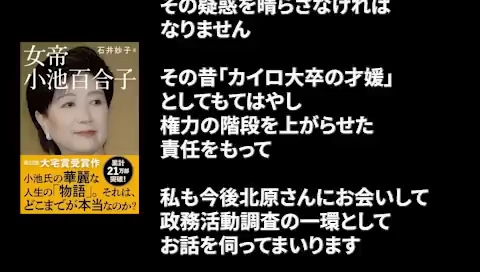 その疑惑を晴らさなければ
なりません
その昔「カイロ大卒の才媛」
としてもてはやし
権力の階段を上がらせた
責任をもって
私も今後北原さんにお会いして
政務活動調査の一環として
お話を伺ってまいります
女帝
小池百合子
石井妙子
大宅賞受賞作
累計
21万部
突破!
小池氏の華麗な
人生の「物語」。それは、
どこまでが本当なのか?